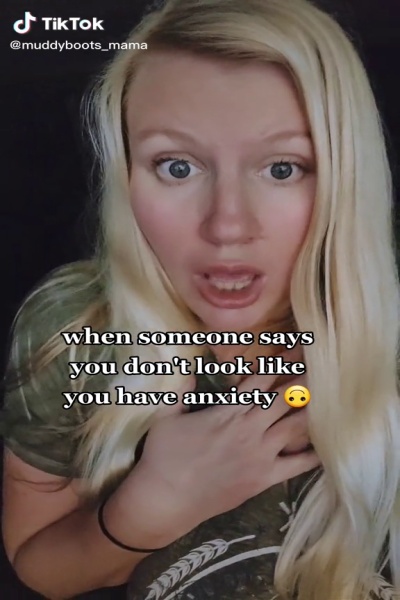 TikTok
@muddyboots_mama
when someone says
you don't look like
you have anxiety 🙃